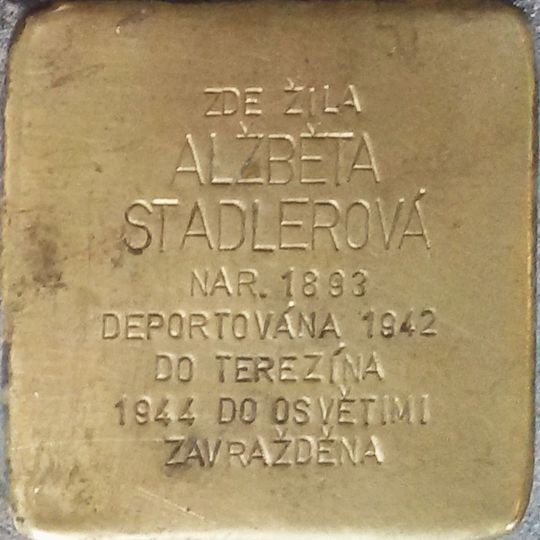 ZDE ŽILA
ALŽBĚTA
STADLEROVÁ
NAR. 1893
DEPORTOVÁNA 1942
DO TEREZÍNA
1944 DO OSVĚTIMI
ZAVRAŽDĚNA